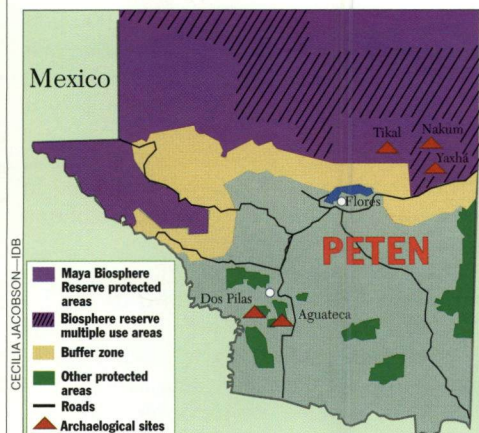 Mexico
Tikal
Nakum
Yaxha
Flores
PETEN
Dos Pilas
Aguateca
Maya Biosphere
Reserve protected
areas
Biosphere reserve
multiple use areas
Buffer zone
Other protected
areas
Roads
Archaelogical sites
CECILIA JACOBSON—IDB